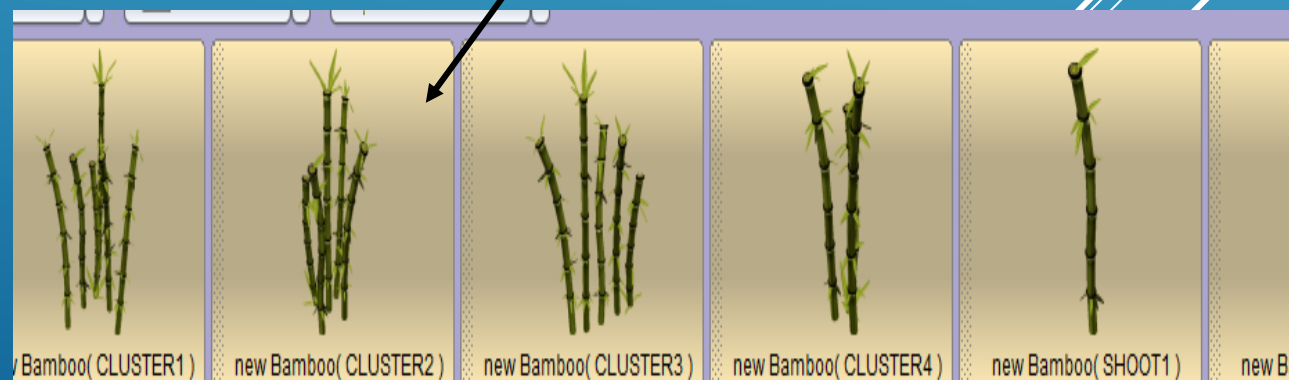 Bamboo( CLUSTER1 )
new Bamboo( CLUSTER2 )
new Bamboo( CLUSTER3 )
new Bamboo( CLUSTER4 )
new Bamboo( SHOOT1 )
new